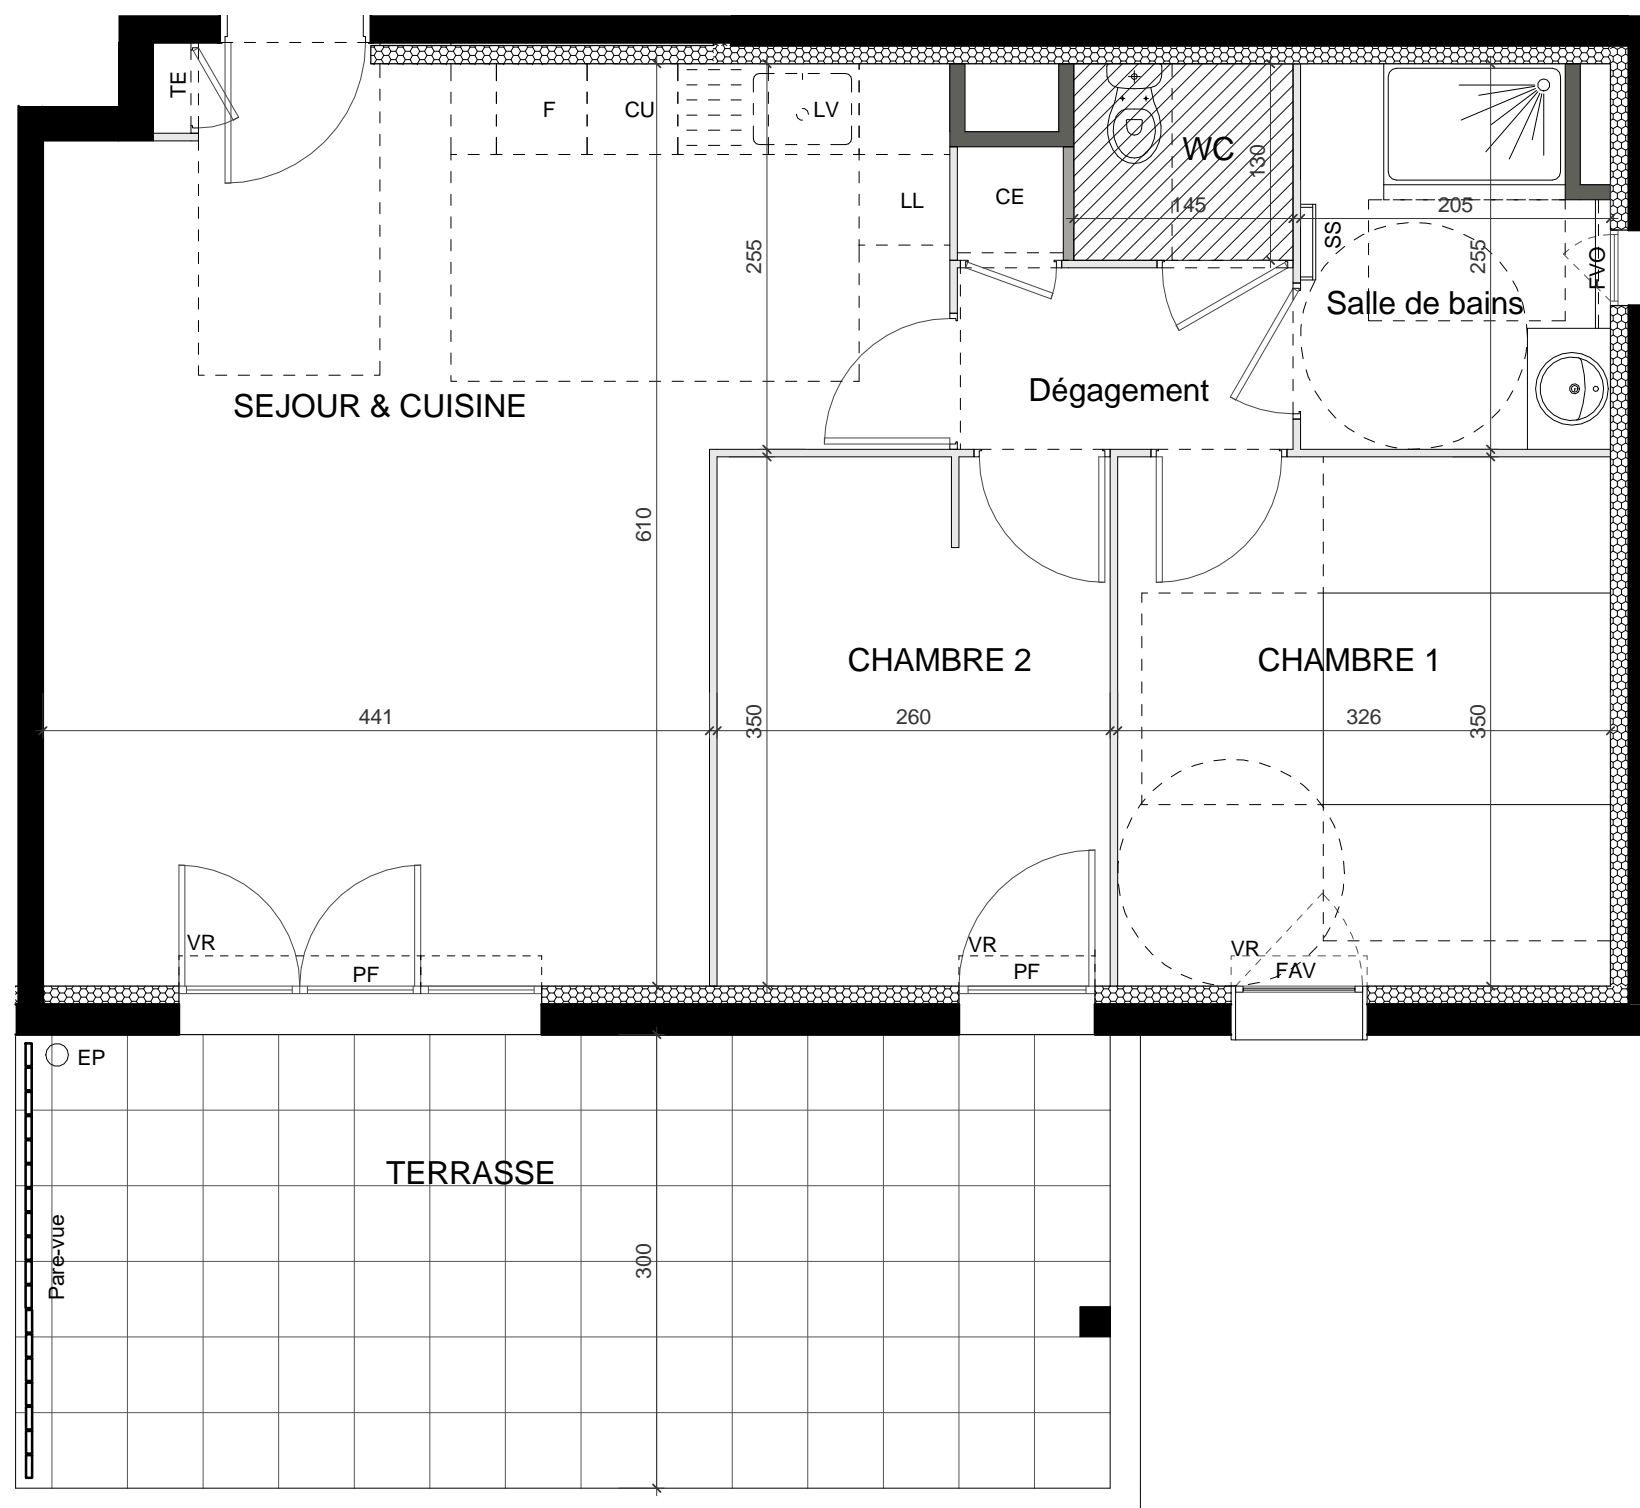 TE
F
CU
LV
WC
130
CE
LL
145
205
SS
255
255
FVO
Salle de bains
Dégagement
SEJOUR & CUISINE
610
CHAMBRE 2
CHAMBRE 1
441
350
260
326
350
VR
PF
VR
PF
VR
FAV
EP
TERRASSE
Pare-vue
300